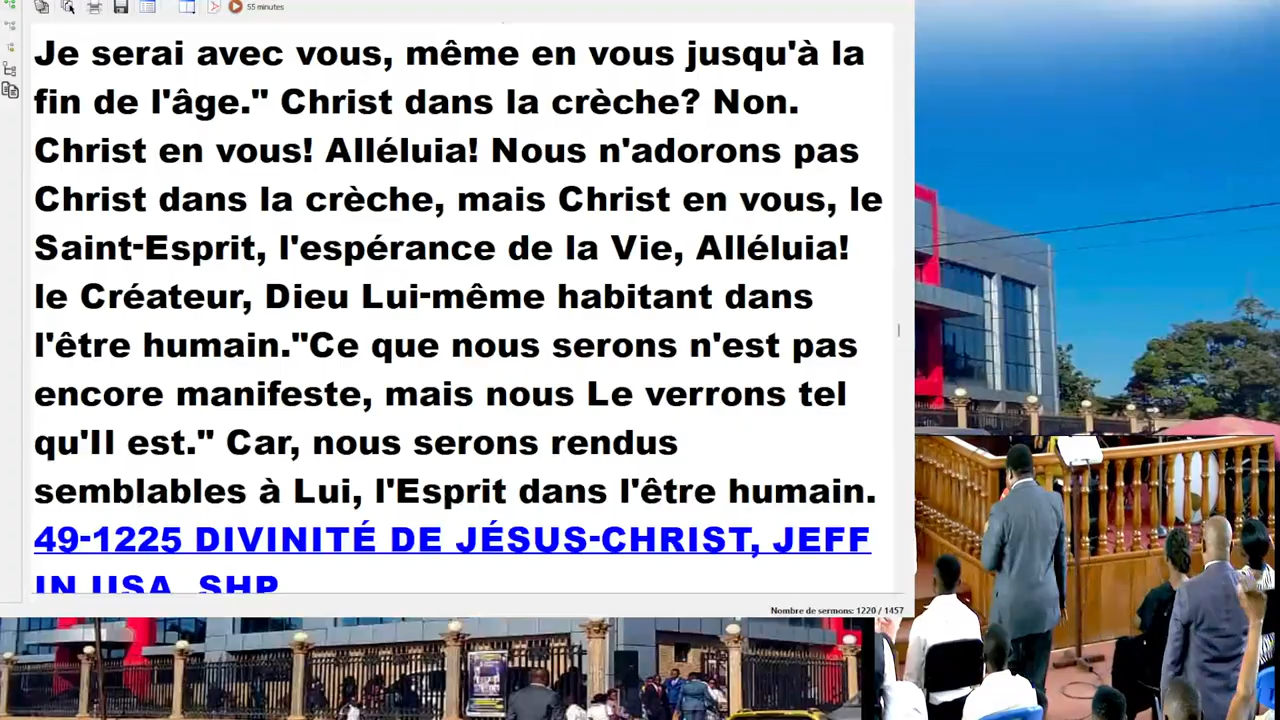 55 minutes
Je serai avec vous, même en vous jusqu'à la
fin de l'âge." Christ dans la crèche? Non.
Christ en vous! Alléluia! Nous n'adorons pas
Christ dans la crèche, mais Christ en vous, le
Saint-Esprit, l'espérance de la Vie, Alléluia!
le Créateur, Dieu Lui-même habitant dans
l'être humain."Ce que nous serons n'est pas
encore manifeste, mais nous Le verrons tel
qu'Il est." Car, nous serons rendus
semblables à Lui, l'Esprit dans l'être humain.
49-1225 DIVINITÉ DE JÉSUS-CHRIST, JEFF
IN USA SHP
Nombre de sermons: 1220 / 1457